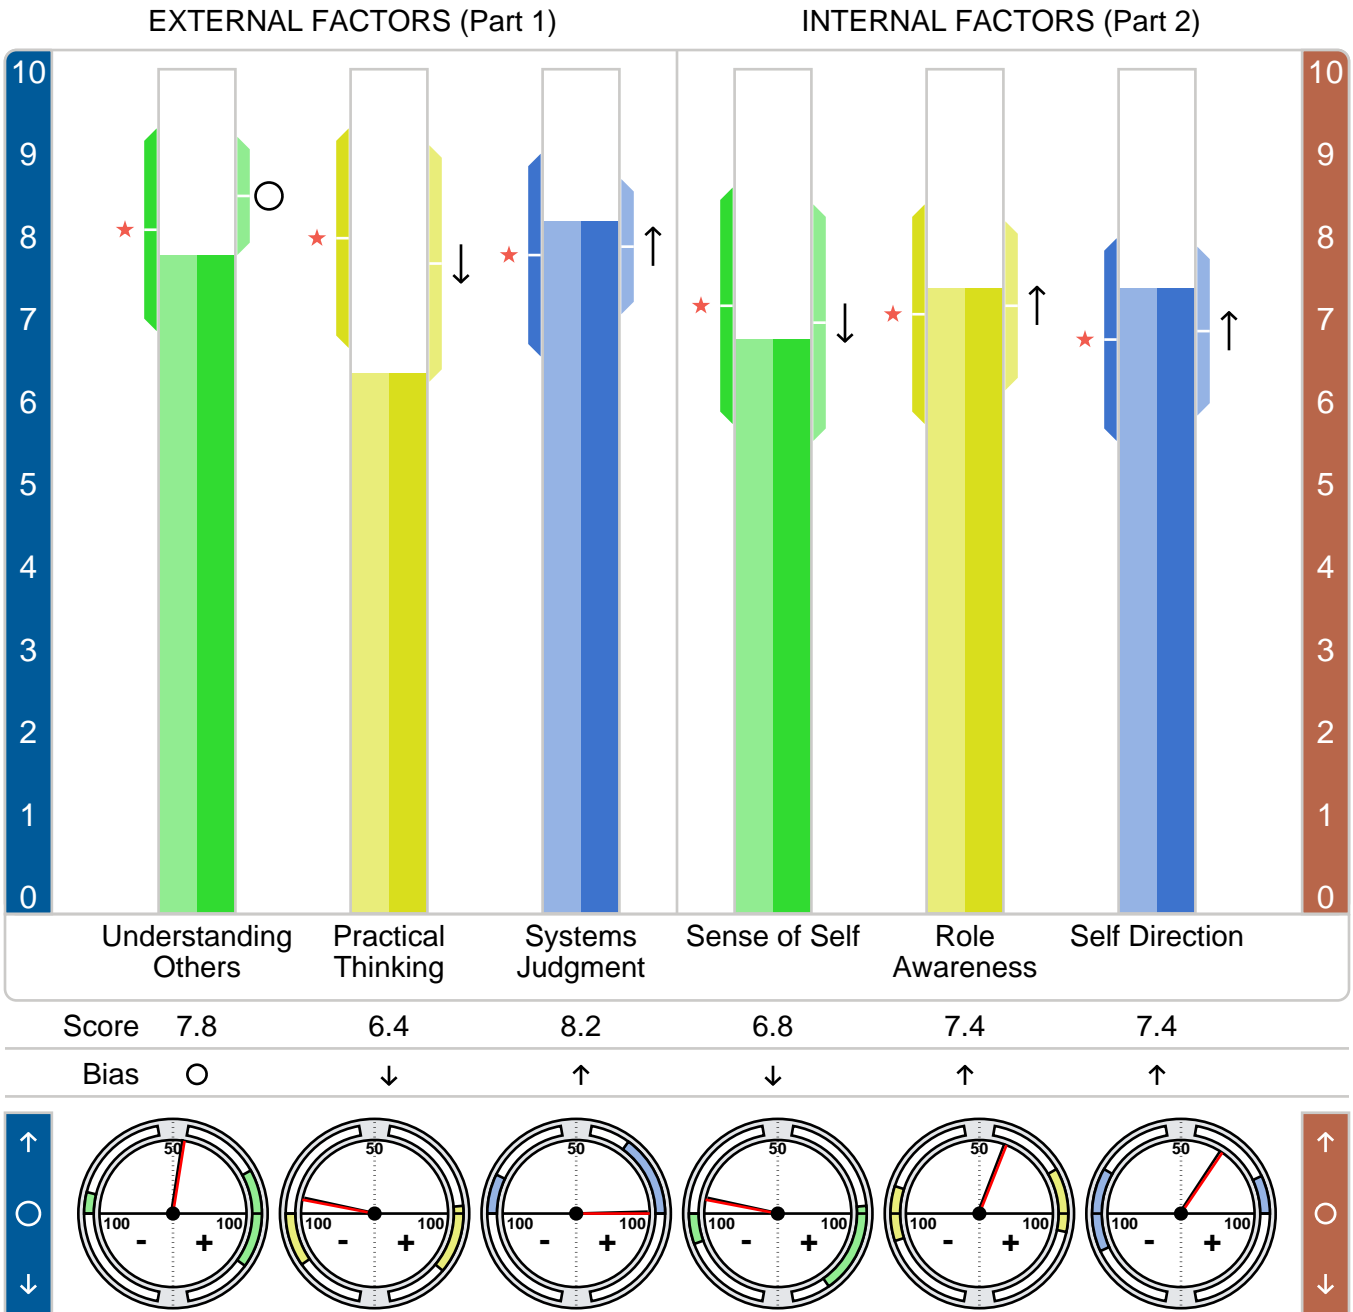 EXTERNAL FACTORS (Part 1) INTERNAL FACTORS (Part 2)
10 10
9 9
8 8
7 7
6 6
5 5
4 4
3 3
2 2
1 1
0 0
Understanding Practical Systems Sense of Self Role Self Direction
Others Thinking Judgment Awareness
Score 7.8 6.4 8.2 6.8 7.4 7.4
Bias ○ ↓ ↑ ↓ ↑ ↑
↑ ↑
50 50 50 50 50 50
○ ○
100 100 100 100 100 100 100 100 100 100 100 100
- + - + - + - + - + - +
↓ ↓